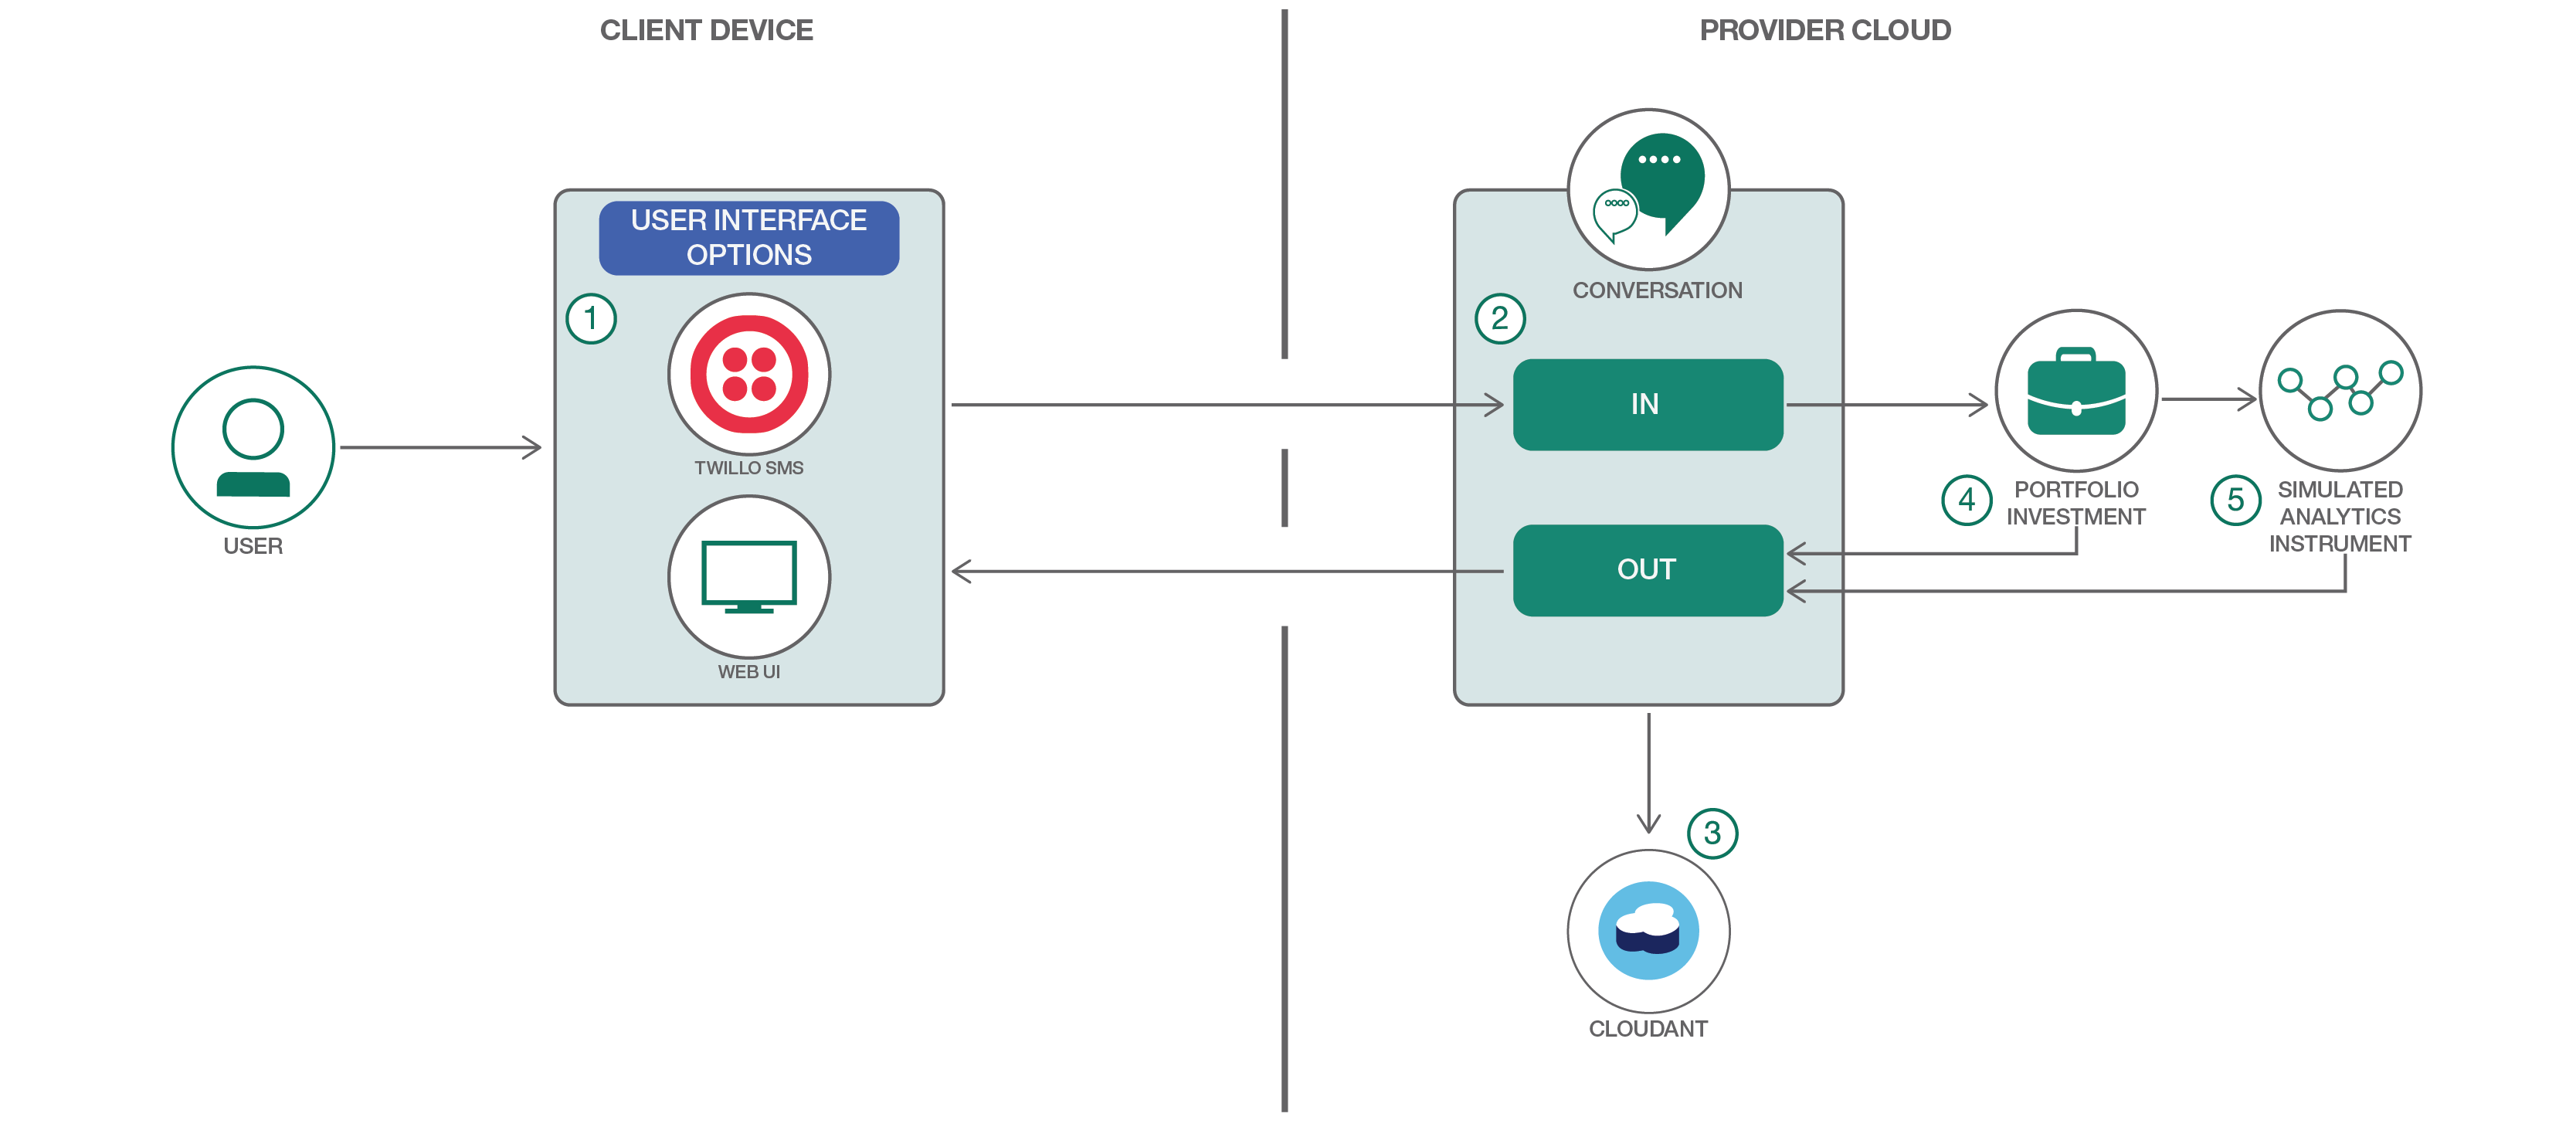 CLIENT DEVICE
PROVIDER CLOUD
USER INTERFACE
OPTIONS
1
TWILLO SMS
WEB UI
USER
CONVERSATION
2
IN
OUT
4
PORTFOLIO
INVESTMENT
5
SIMULATED
ANALYTICS
INSTRUMENT
3
CLOUDANT